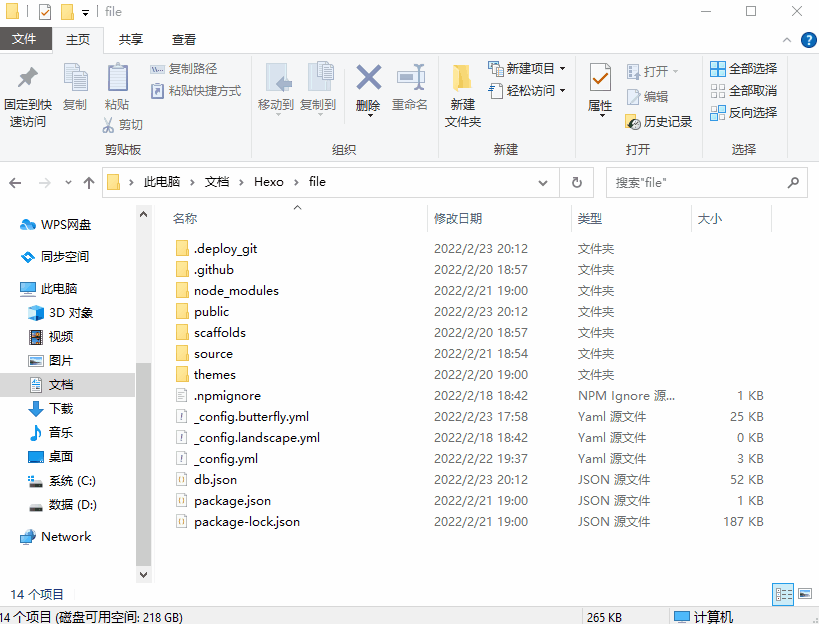 file
文件 主页 共享 查看
固定到快速访问
复制
粘贴
复制路径
粘贴快捷方式
剪切
剪贴板
移动到
复制到
删除
重命名
组织
新建文件夹
新建项目
轻松访问
新建
属性
打开
编辑
历史记录
打开
全部选择
全部取消
反向选择
选择
此电脑 文档 Hexo file
搜索"file"
WPS网盘
同步空间
此电脑
3D 对象
视频
图片
文档
下载
音乐
桌面
系统 (C:)
数据 (D:)
Network
名称 修改日期 类型 大小
.deploy_git 2022/2/23 20:12 文件夹
.github 2022/2/20 18:57 文件夹
node_modules 2022/2/21 19:00 文件夹
public 2022/2/23 20:12 文件夹
scaffolds 2022/2/20 18:57 文件夹
source 2022/2/21 18:54 文件夹
themes 2022/2/20 19:00 文件夹
.npmignore 2022/2/18 18:42 NPM Ignore 源... 1 KB
_config.butterfly.yml 2022/2/23 17:58 Yaml 源文件 25 KB
_config.landscape.yml 2022/2/18 18:42 Yaml 源文件 0 KB
_config.yml 2022/2/22 19:37 Yaml 源文件 3 KB
db.json 2022/2/23 20:12 JSON 源文件 52 KB
package.json 2022/2/21 19:00 JSON 源文件 1 KB
package-lock.json 2022/2/21 19:00 JSON 源文件 187 KB
14 个项目
14 个项目 (磁盘可用空间: 218 GB) 265 KB 计算机